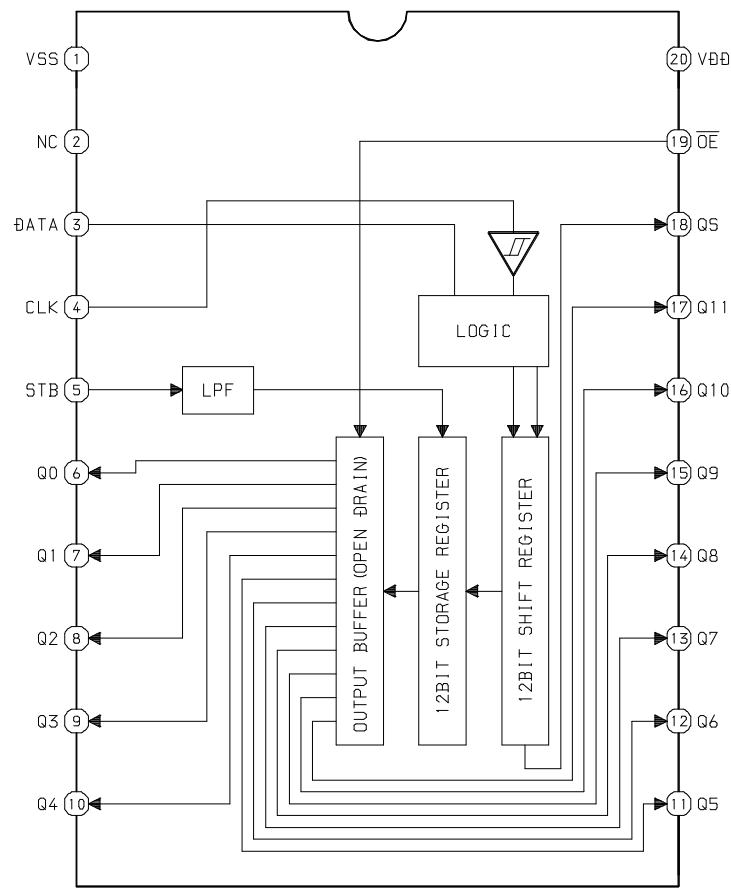 VSS 1
20 VDD
NC 2
19 OE
DATA 3
18 QS
CLK 4
17 Q11
LOGIC
STB 5
LPF
16 Q10
Q0 6
15 Q9
Q1 7
14 Q8
Q2 8
13 Q7
Q3 9
12 Q6
Q4 10
11 Q5
OUTPUT BUFFER (OPEN DRAIN)
12BIT STORAGE REGISTER
12BIT SHIFT REGISTER